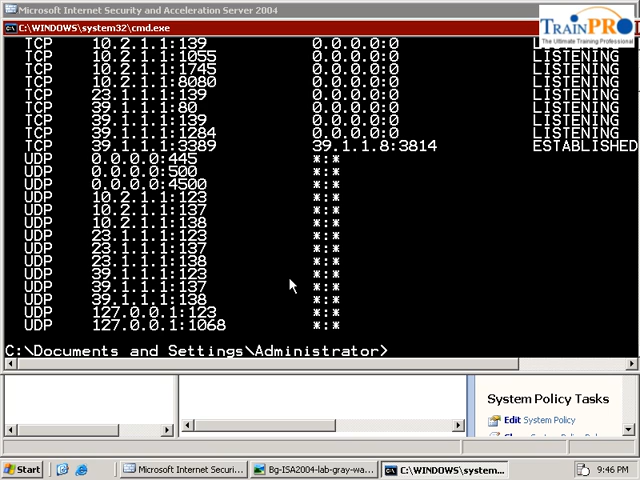 Microsoft Internet Security and Acceleration Server 2004
TrainPRO
The Ultimate Training Professional
C:\WINDOWS\system32\cmd.exe
TCP 10.2.1.1:139 0.0.0.0:0 LISTENING
TCP 10.2.1.1:1055 0.0.0.0:0 LISTENING
TCP 10.2.1.1:1745 0.0.0.0:0 LISTENING
TCP 10.2.1.1:8080 0.0.0.0:0 LISTENING
TCP 23.1.1.1:139 0.0.0.0:0 LISTENING
TCP 39.1.1.1:80 0.0.0.0:0 LISTENING
TCP 39.1.1.1:139 0.0.0.0:0 LISTENING
TCP 39.1.1.1:1284 0.0.0.0:0 LISTENING
TCP 39.1.1.1:3389 39.1.1.8:3814 ESTABLISHED
UDP 0.0.0.0:445 *:*
UDP 0.0.0.0:500 *:*
UDP 0.0.0.0:4500 *:*
UDP 10.2.1.1:123 *:*
UDP 10.2.1.1:137 *:*
UDP 10.2.1.1:138 *:*
UDP 23.1.1.1:123 *:*
UDP 23.1.1.1:137 *:*
UDP 23.1.1.1:138 *:*
UDP 39.1.1.1:123 *:*
UDP 39.1.1.1:137 *:*
UDP 39.1.1.1:138 *:*
UDP 127.0.0.1:123 *:*
UDP 127.0.0.1:1068 *:*
C:\Documents and Settings\Administrator>
System Policy Tasks
Edit System Policy
Start
Microsoft Internet Securi...
Bg-ISA2004-lab-gray-wa...
C:\WINDOWS\system...
9:46 PM